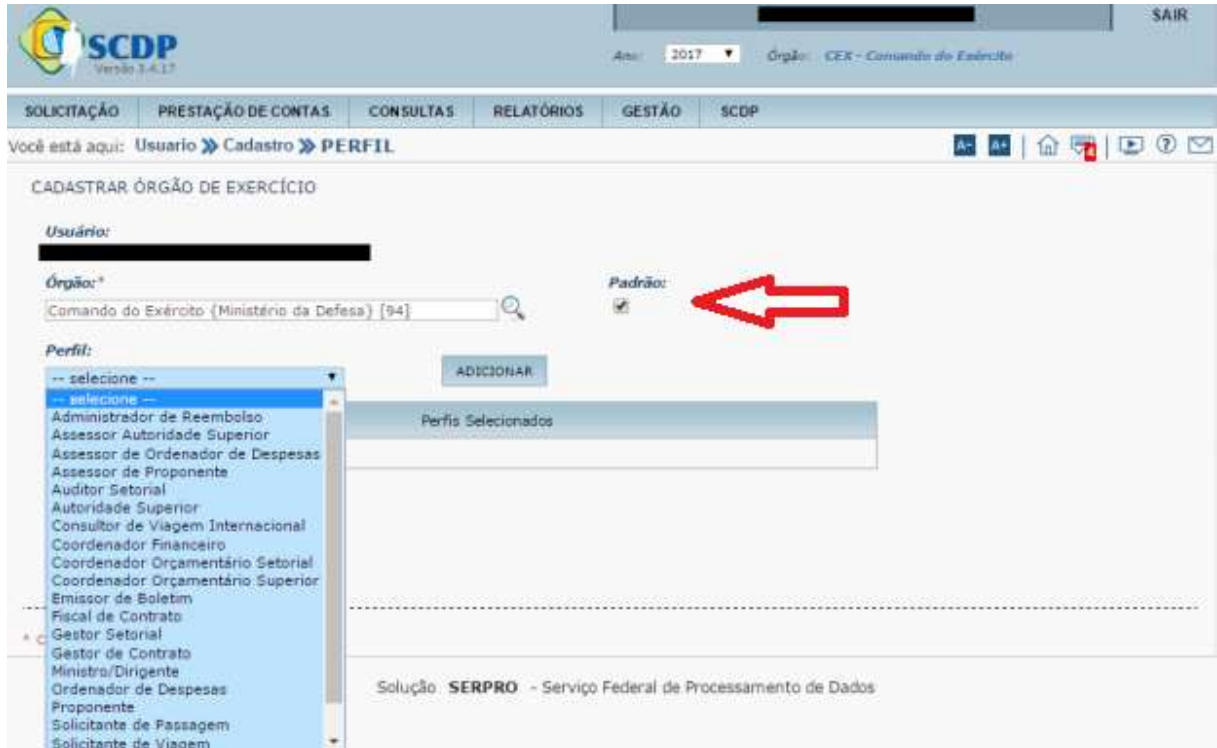 SAIR
SCDP
Versão 3.4.17
Ano: 2017 Órgão: CEX - Comando do Exército
SOLICITAÇÃO PRESTAÇÃO DE CONTAS CONSULTAS RELATÓRIOS GESTÃO SCDP
Você está aqui: Usuario Cadastro PERFIL A- A+
CADASTRAR ÓRGÃO DE EXERCÍCIO
Usuário:
Órgão:* Padrão:
Comando do Exército {Ministério da Defesa} [94]
Perfil:
-- selecione -- ADICIONAR
-- selecione --
Administrador de Reembolso
Perfis Selecionados
Assessor Autoridade Superior
Assessor de Ordenador de Despesas
Assessor de Proponente
Auditor Setorial
Autoridade Superior
Consultor de Viagem Internacional
Coordenador Financeiro
Coordenador Orçamentário Setorial
Coordenador Orçamentário Superior
Emissor de Boletim
Fiscal de Contrato
* C
Gestor Setorial
Gestor de Contrato
Ministro/Dirigente
Ordenador de Despesas
Solução SERPRO - Serviço Federal de Processamento de Dados
Proponente
Solicitante de Passagem
Solicitante de Viagem